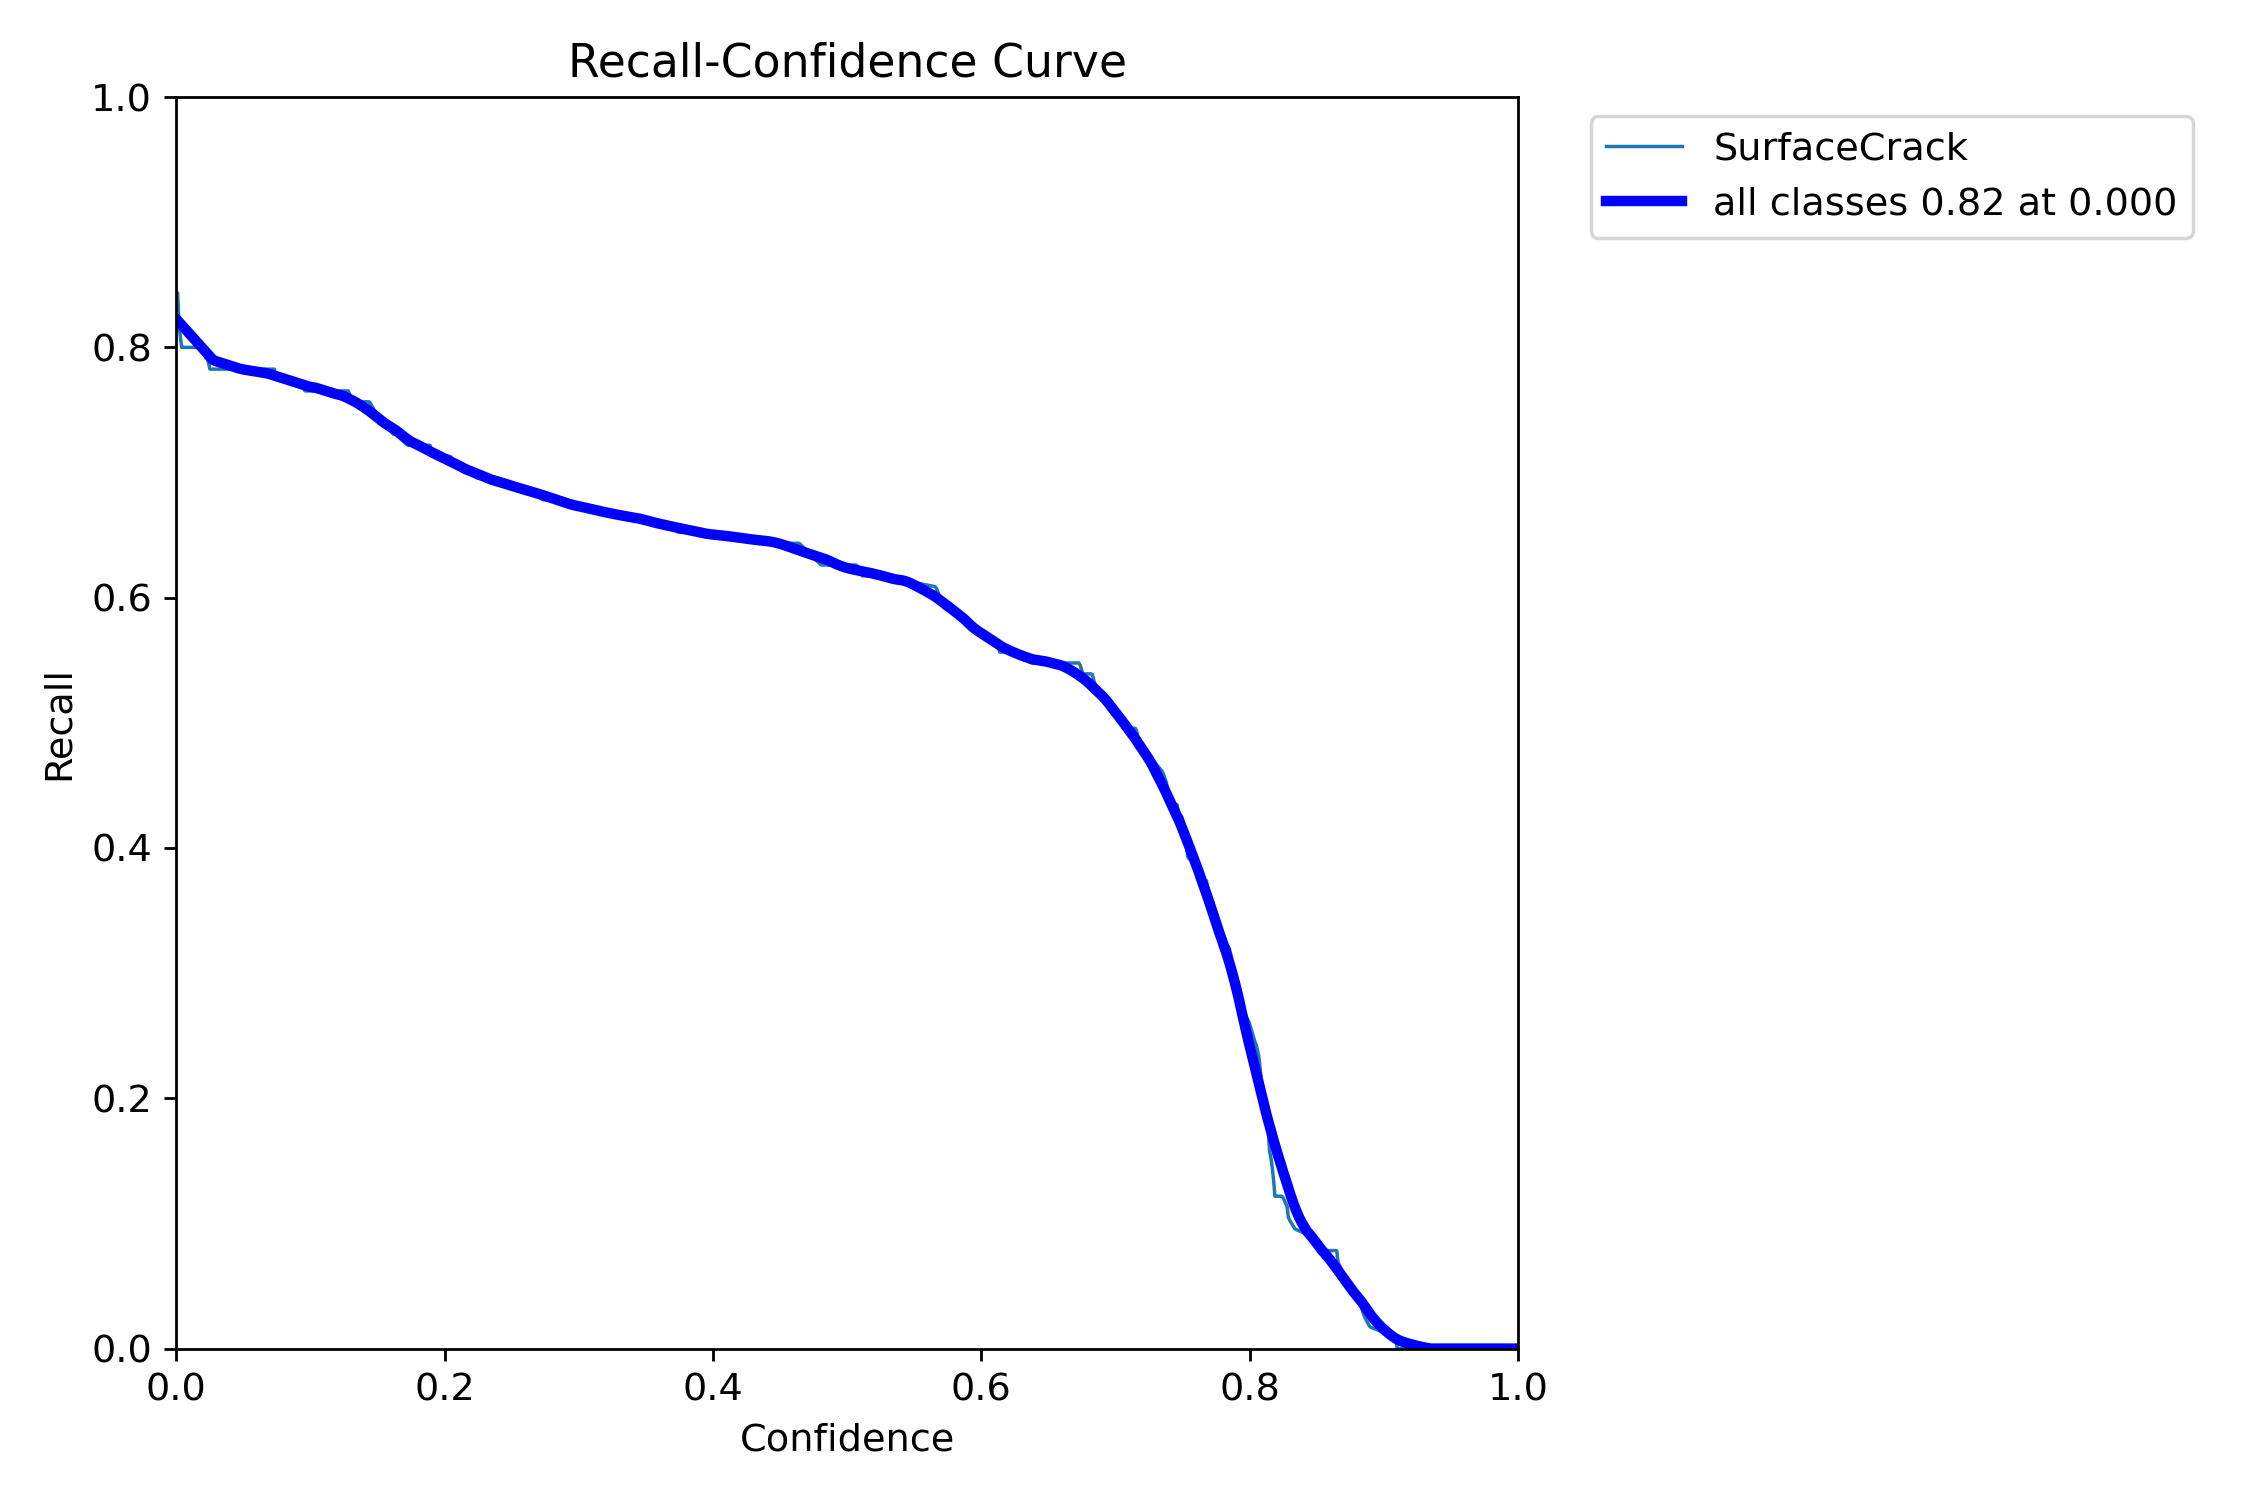 Recall-Confidence Curve
1.0
0.8
0.6
0.4
0.2
0.0
Recall
0.0 0.2 0.4 0.6 0.8 1.0
Confidence
SurfaceCrack
all classes 0.82 at 0.000